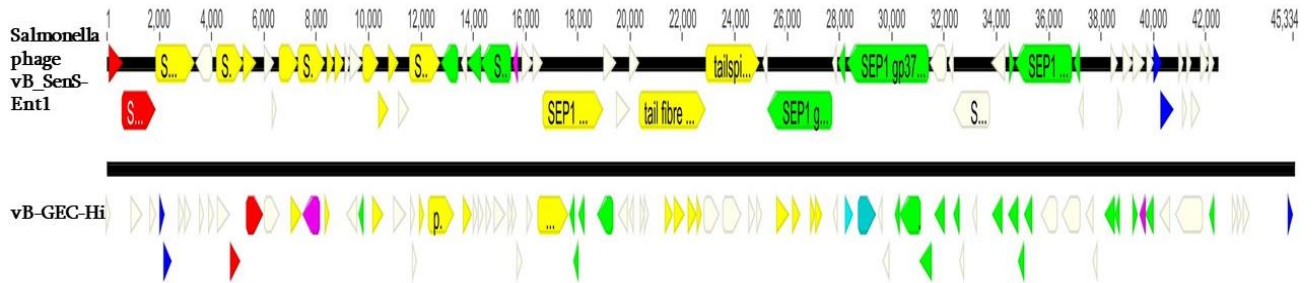 1 2,000 4,000 6,000 8,000 10,000 12,000 14,000 16,000 18,000 20,000 22,000 24,000 26,000 28,000 30,000 32,000 34,000 36,000 38,000 40,000 42,000 45,334
Salmonella
phage
vB_SenS-
Ent1
S... S. S. S.. S.. tailspi... SEP1 gp37 SEP1 ...
S... SEP1 ... tail fibre ... SEP1 g... S...
vB-GEC-Hi
p. ...